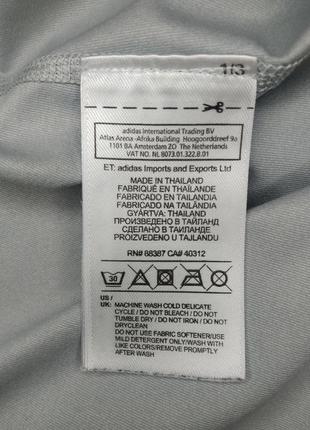 1/3
adidas International Trading BV
Atlas Arena -Afrika Building Hoogoorddreef 9a
1101 BA Amsterdam ZO The Netherlands
VAT NO. NL 8073.01.322.B.01
ET: adidas Imports and Exports Ltd
MADE IN THAILAND
FABRIQUÉ EN THAÏLANDE
FABRICADO EN TAILANDIA
FABRICADO NA TAILÂNDIA
GYÁRTVA: THAIFÖLD
ПРОИЗВЕДЕНО В ТАЙЛАНД
СДЕЛАНО В ТАИЛАНДЕ
PROIZVEDENO U TAJLANDU
RN# 88387 CA# 40312
30
US /
UK: MACHINE WASH COLD DELICATE
CYCLE / DO NOT BLEACH / DO NOT
TUMBLE DRY / DO NOT IRON / DO NOT
DRYCLEAN
DO NOT USE FABRIC SOFTENER/USE
MILD DETERGENT ONLY/WASH WITH
LIKE COLORS/REMOVE PROMPTLY
AFTER WASH